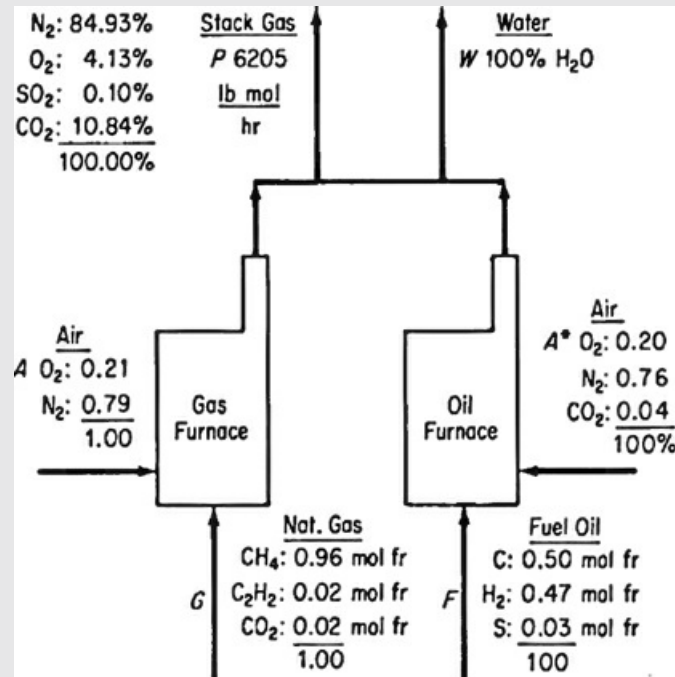 N₂: 84.93%
O₂: 4.13%
SO₂: 0.10%
CO₂: 10.84%
100.00%
Stack Gas
P 6205
lb mol
hr
Water
W 100% H₂O
Air
A O₂: 0.21
N₂: 0.79
1.00
Gas
Furnace
Oil
Furnace
Air
A* O₂: 0.20
N₂: 0.76
CO₂: 0.04
100%
G
Nat. Gas
CH₄: 0.96 mol fr
C₂H₂: 0.02 mol fr
CO₂: 0.02 mol fr
1.00
F
Fuel Oil
C: 0.50 mol fr
H₂: 0.47 mol fr
S: 0.03 mol fr
100